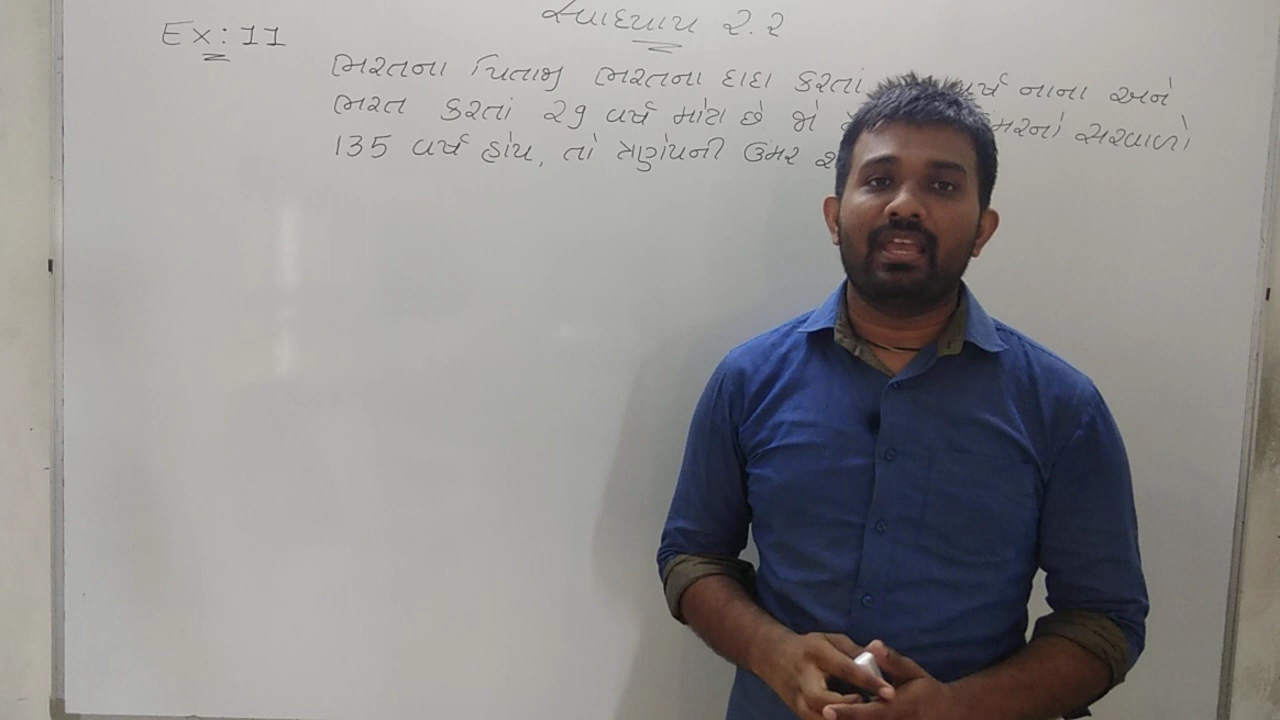 સ્વાધ્યાય ૨.૨
Ex: 11
ભરતના પિતાજી ભરતના દાદા કરતાં વર્ષ નાના અને
ભરત કરતાં ૨૭ વર્ષ મોટા છે જો ઉંમરનો સરવાળો
135 વર્ષ હોય, તો ત્રણેયની ઉંમર